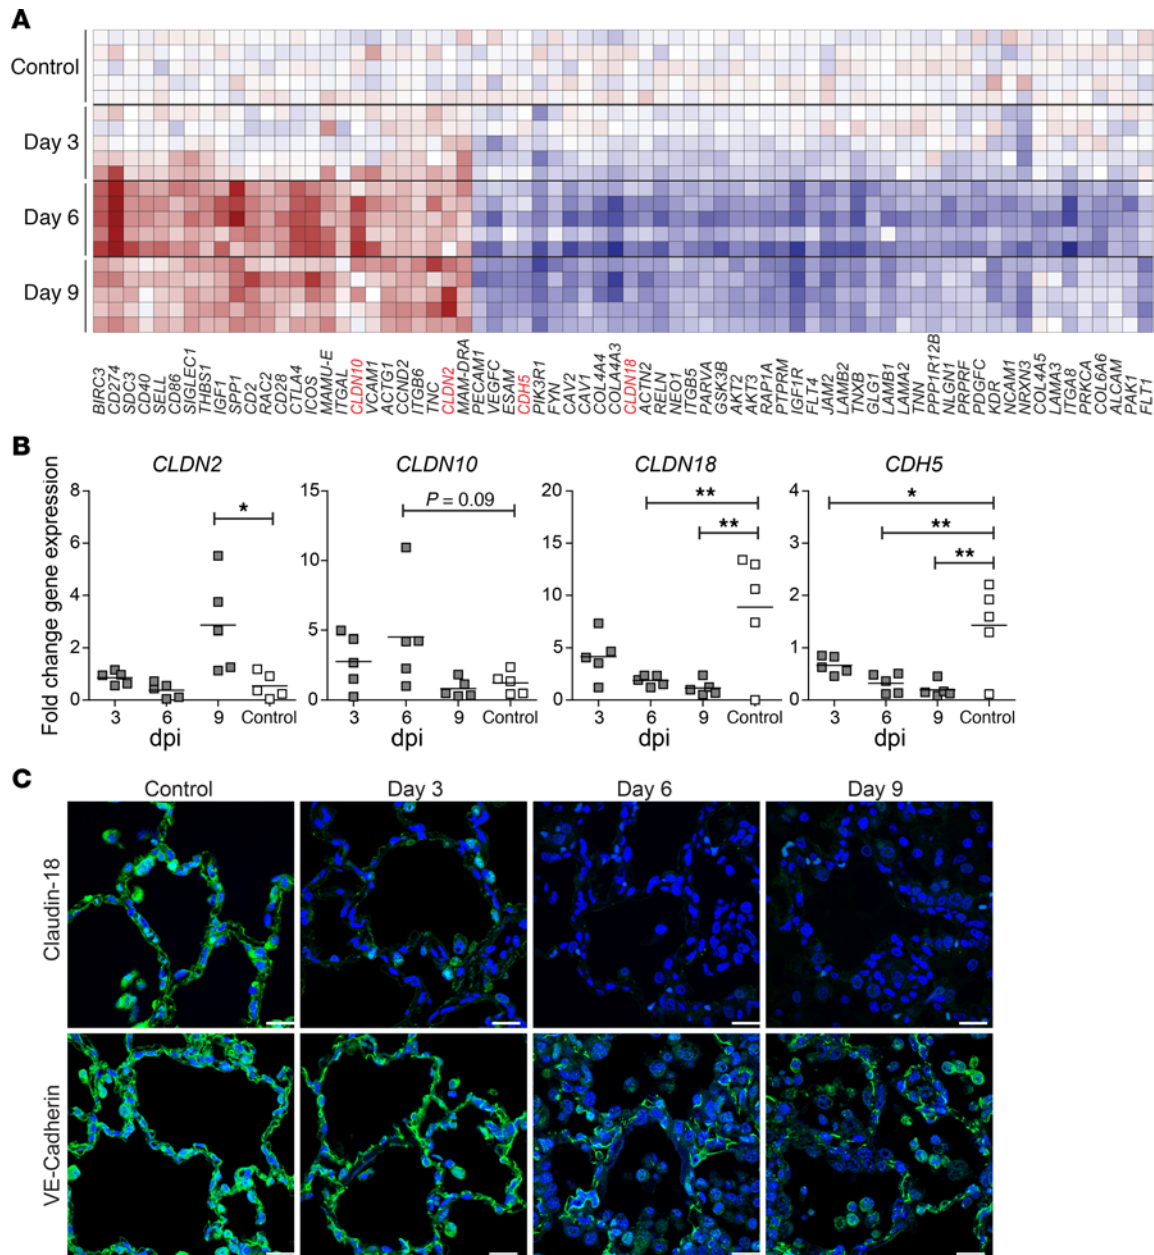 A
Control
Day 3
Day 6
Day 9
BIRC3
CD274
SDC3
CD40
SELL
CD86
SIGLEC1
THBS1
IGF1
SPP1
CD2
RAC2
CD28
CTLA4
ICOS
MAMU-E
ITGAL
CLDN10
VCAM1
ACTG1
CCND2
ITGB6
TNC
CLDN2
MAM-DRA
PECAM1
VEGFC
ESAM
CDH5
PIK3R1
FYN
CAV2
CAV1
COL4A4
COLA4A3
CLDN18
ACTN2
RELN
NEO1
ITGB5
PARVA
GSK3B
AKT2
AKT3
RAP1A
PTPRM
IGF1R
FLT4
JAM2
LAMB2
TNXB
GLG1
LAMB1
LAMA2
TNN
PPP1R12B
NLGN1
PRPRF
PDGFC
KDR
NCAM1
NRXN3
COL4A5
LAMA3
ITGA8
PRKCA
COL6A6
ALCAM
PAK1
FLT1
B
Fold change gene expression
CLDN2
8
6
4
2
0
*
3 6 9 Control
dpi
CLDN10
15
10
5
0
P = 0.09
3 6 9 Control
dpi
CLDN18
20
15
10
5
0
**
**
3 6 9 Control
dpi
CDH5
4
3
2
1
0
*
**
**
3 6 9 Control
dpi
C
Control Day 3 Day 6 Day 9
Claudin-18
VE-Cadherin